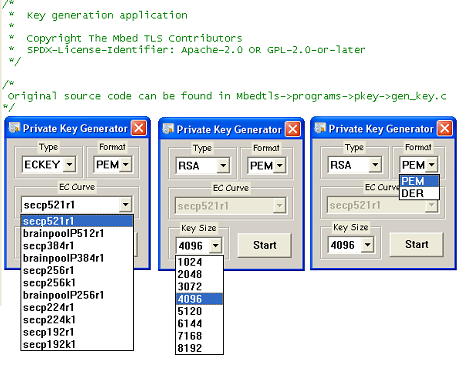 /*
*  Key generation application
*
*  Copyright The Mbed TLS Contributors
*  SPDX-License-Identifier: Apache-2.0 OR GPL-2.0-or-later
*/
/*
Original source code can be found in Mbedtls->programs->pkey->gen_key.c
*/
Private Key Generator
Type
Format
ECKEY
PEM
EC Curve
secp521r1
secp521r1
brainpoolP512r1
secp384r1
brainpoolP384r1
secp256r1
secp256k1
brainpoolP256r1
secp224r1
secp224k1
secp192r1
secp192k1
Private Key Generator
Type
Format
RSA
PEM
EC Curve
secp521r1
Key Size
4096
Start
1024
2048
3072
4096
5120
6144
7168
8192
Private Key Generator
Type
Format
RSA
PEM
PEM
DER
EC Curve
secp521r1
Key Size
4096
Start